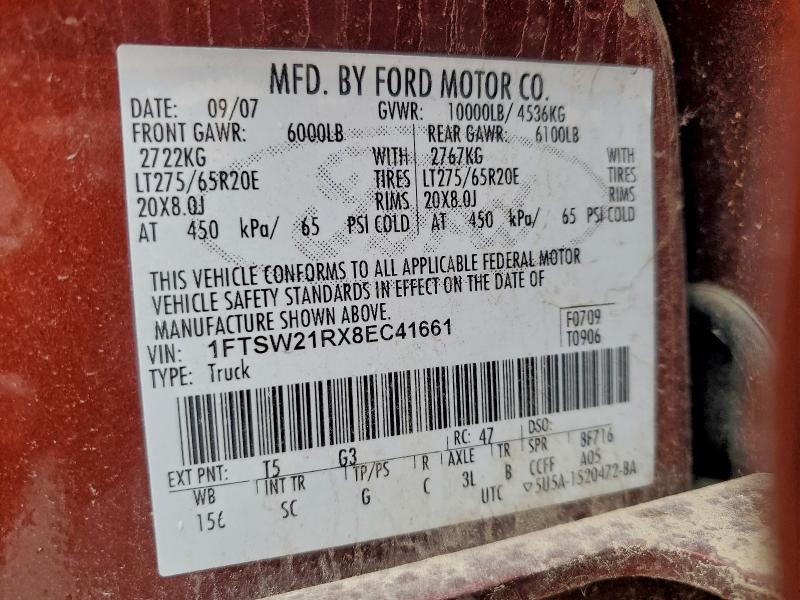 MFD. BY FORD MOTOR CO.
DATE: 09/07 GVWR: 10000LB/ 4536KG
FRONT GAWR: 6000LB REAR GAWR: 6100LB
2722KG WITH 2767KG WITH
LT275/65R20E TIRES LT275/65R20E TIRES
20X8.0J RIMS 20X8.0J RIMS
AT 450 kPa/ 65 PSI COLD AT 450 kPa/ 65 PSI COLD
THIS VEHICLE CONFORMS TO ALL APPLICABLE FEDERAL MOTOR
VEHICLE SAFETY STANDARDS IN EFFECT ON THE DATE OF
MANUFACTURE SHOWN ABOVE.
VIN: 1FTSW21RX8EC41661 F0709
TYPE: Truck T0906
EXT PNT: T5 G3 RC: 47 DSO:
WB INT TR TP/PS R AXLE TR SPR 8F716
156 SC G C 3L B CCFF A05
UTC ▽5U5A-1520472-BA